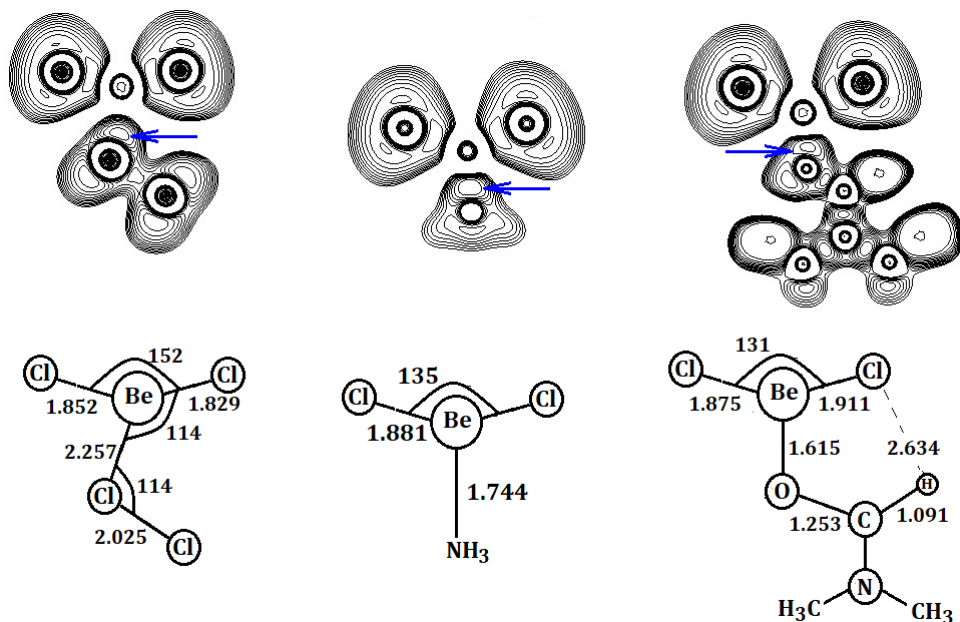 152
Cl
Be
Cl
1.852
1.829
114
2.257
Cl
114
2.025
Cl
135
Cl
Be
Cl
1.881
1.744
NH3
131
Cl
Be
Cl
1.875
1.911
1.615
2.634
O
H
1.253
C
1.091
N
H3C
CH3